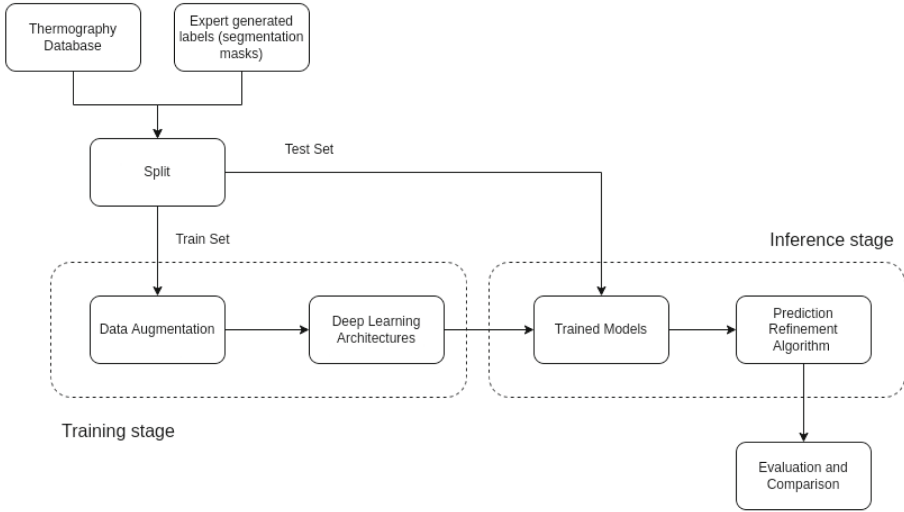 Thermography
Database
Expert generated
labels (segmentation
masks)
Split
Test Set
Train Set
Inference stage
Data Augmentation
Deep Learning
Architectures
Trained Models
Prediction
Refinement
Algorithm
Training stage
Evaluation and
Comparison